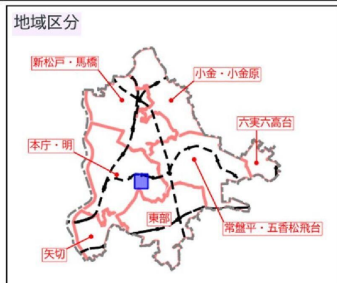 地域区分
新松戸・馬橋
小金・小金原
六実六高台
本庁・明
東部
常盤平・五香松飛台
矢切